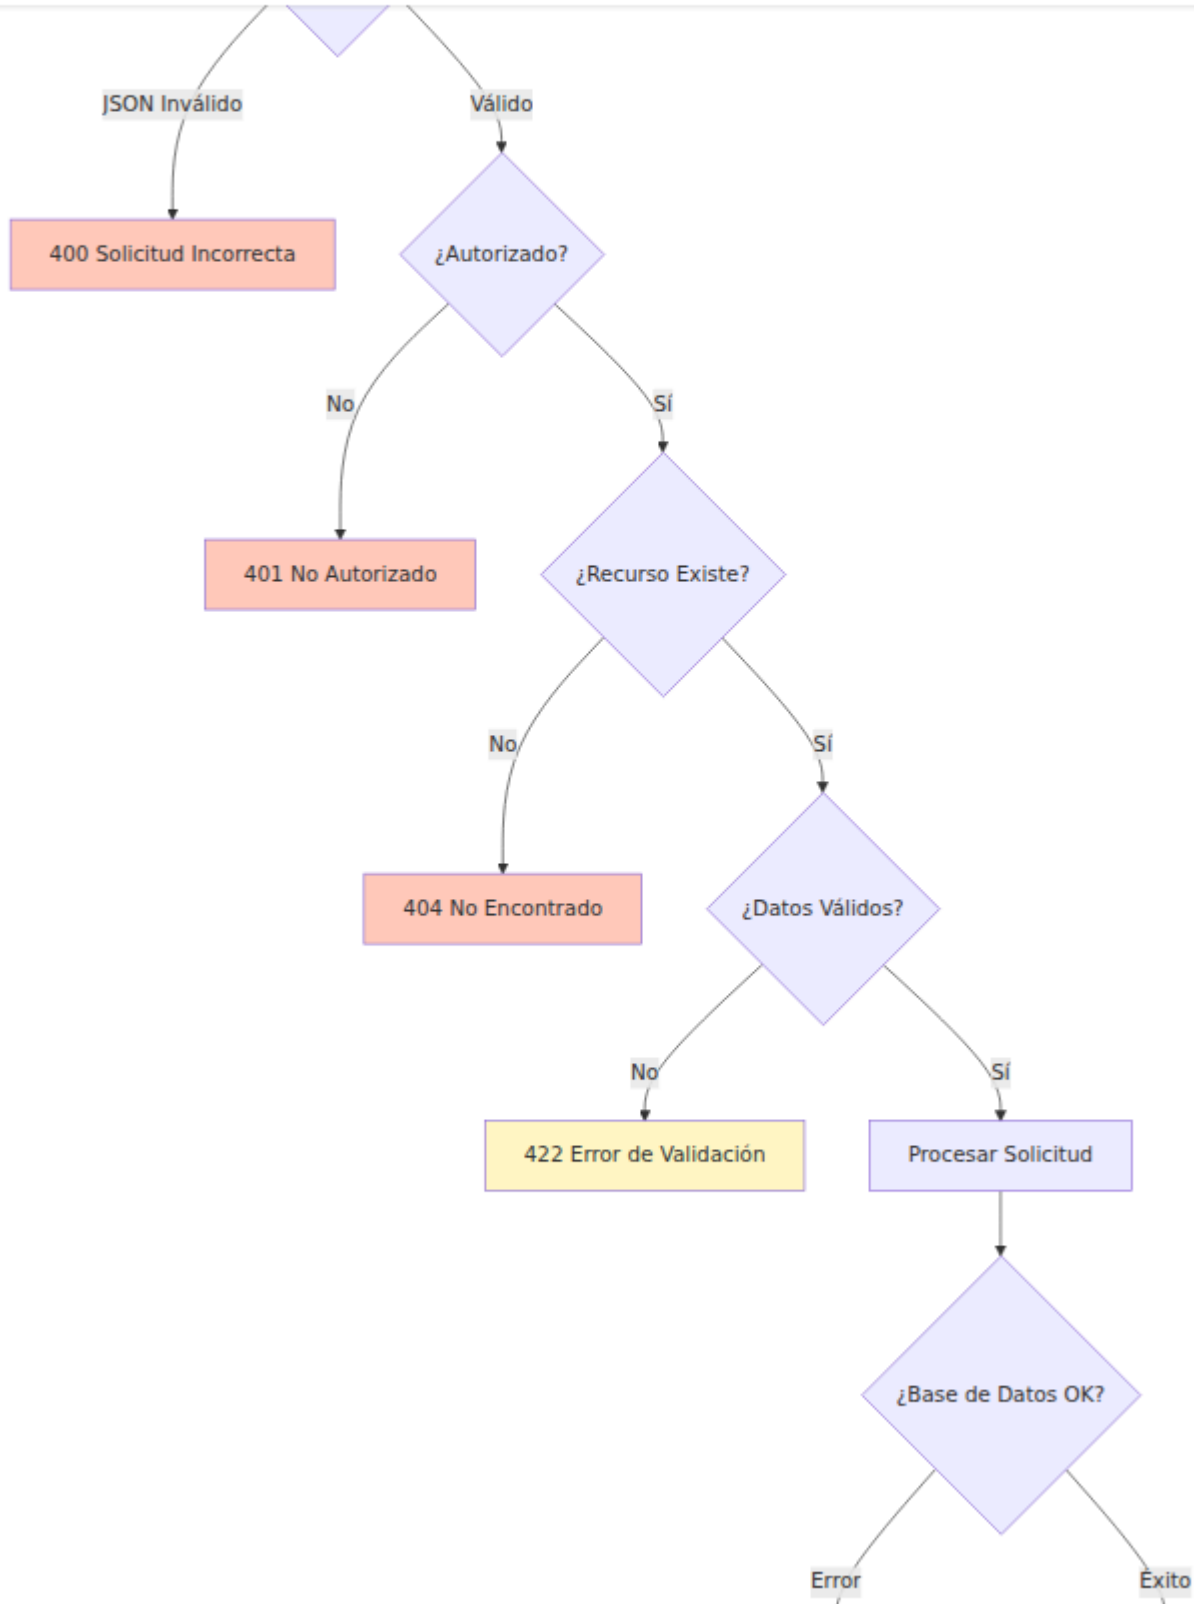 JSON Inválido
Válido
400 Solicitud Incorrecta
¿Autorizado?
No
Sí
401 No Autorizado
¿Recurso Existe?
No
Sí
404 No Encontrado
¿Datos Válidos?
No
Sí
422 Error de Validación
Procesar Solicitud
¿Base de Datos OK?
Error
Éxito